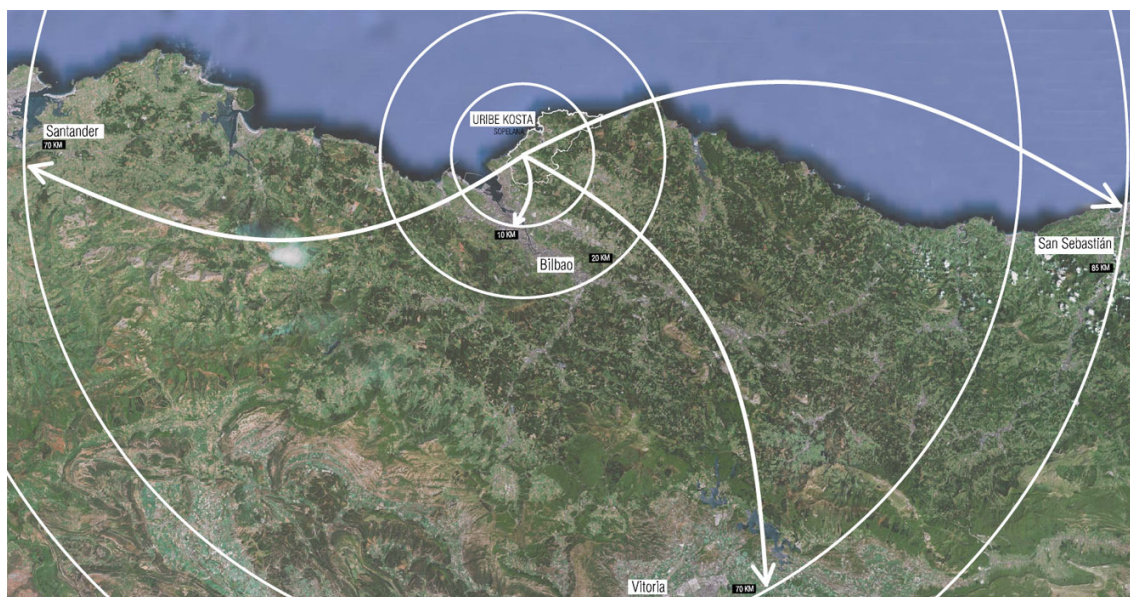 URIBE KOSTA
SOPELANA
Santander
70 KM
10 KM
Bilbao
20 KM
San Sebastián
85 KM
Vitoria
70 KM